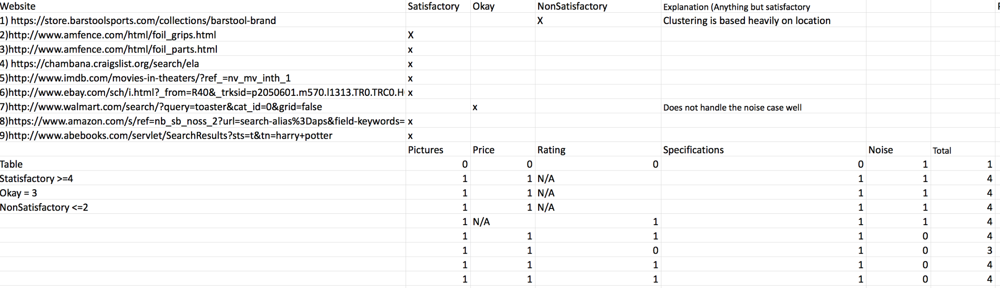 Website Satisfactory Okay NonSatisfactory Explanation (Anything but satisfactory
1) https://store.barstoolsports.com/collections/barstool-brand X Clustering is based heavily on location
2)http://www.amfence.com/html/foil_grips.html X
3)http://www.amfence.com/html/foil_parts.html x
4) https://chambana.craigslist.org/search/ela x
5)http://www.imdb.com/movies-in-theaters/?ref_=nv_mv_inth_1 x
6)http://www.ebay.com/sch/i.html?_from=R40&_trksid=p2050601.m570.l1313.TR0.TRC0.H x
7)http://www.walmart.com/search/?query=toaster&cat_id=0&grid=false x Does not handle the noise case well
8)https://www.amazon.com/s/ref=nb_sb_noss_2?url=search-alias%3Daps&field-keywords= x
9)http://www.abebooks.com/servlet/SearchResults?sts=t&tn=harry+potter x
Pictures Price Rating Specifications Noise Total
Table 0 0 0 0 1 1
Statisfactory >=4 1 1 N/A 1 1 4
Okay = 3 1 1 N/A 1 1 4
NonSatisfactory <=2 1 1 N/A 1 1 4
1 N/A 1 1 1 4
1 1 1 1 0 4
1 1 0 1 0 3
1 1 1 1 0 4
1 1 1 1 0 4